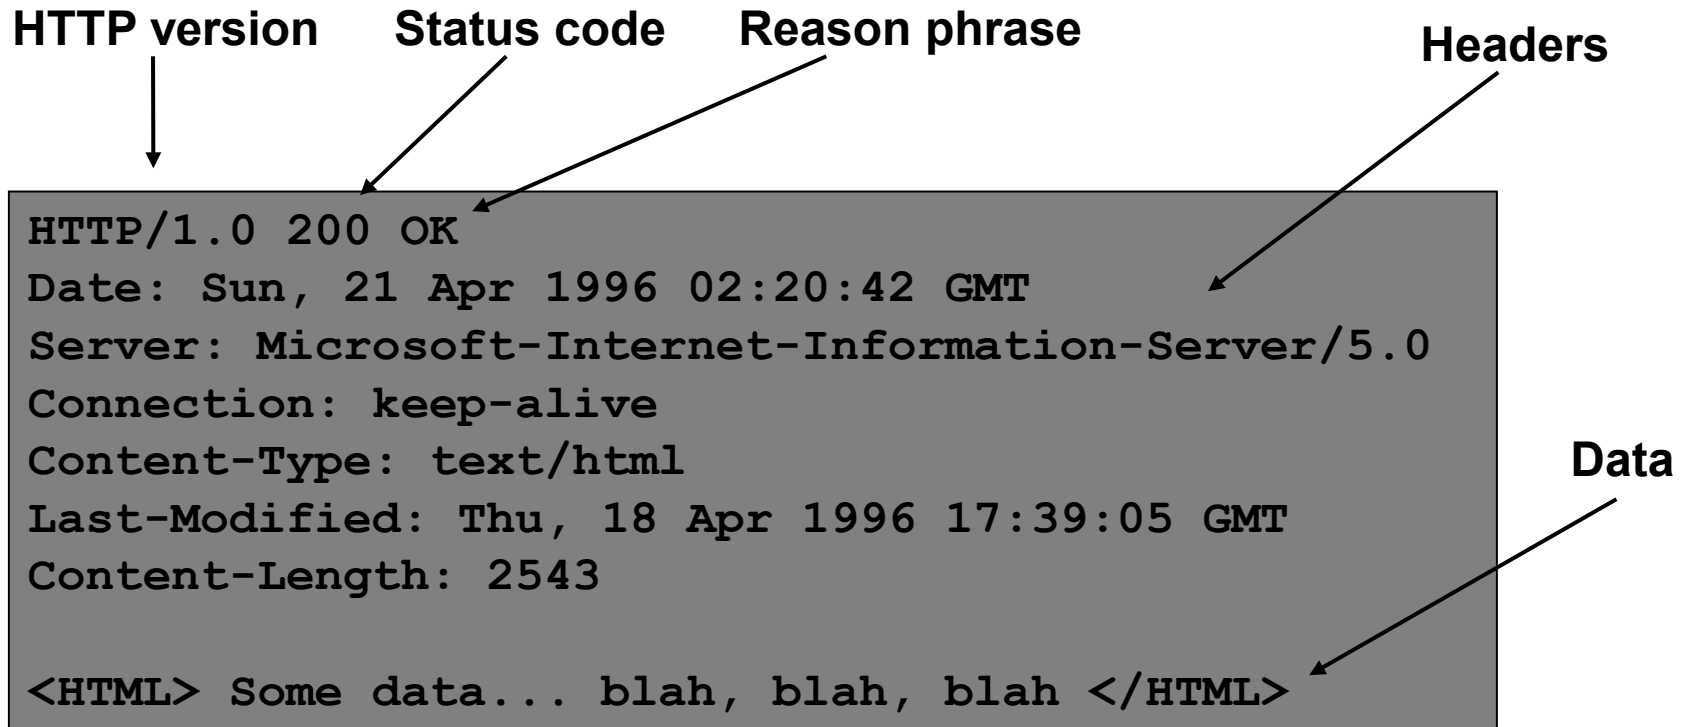 HTTP version Status code Reason phrase Headers
HTTP/1.0 200 OK
Date: Sun, 21 Apr 1996 02:20:42 GMT
Server: Microsoft-Internet-Information-Server/5.0
Connection: keep-alive
Content-Type: text/html
Data
Last-Modified: Thu, 18 Apr 1996 17:39:05 GMT
Content-Length: 2543
<HTML> Some data... blah, blah, blah </HTML>